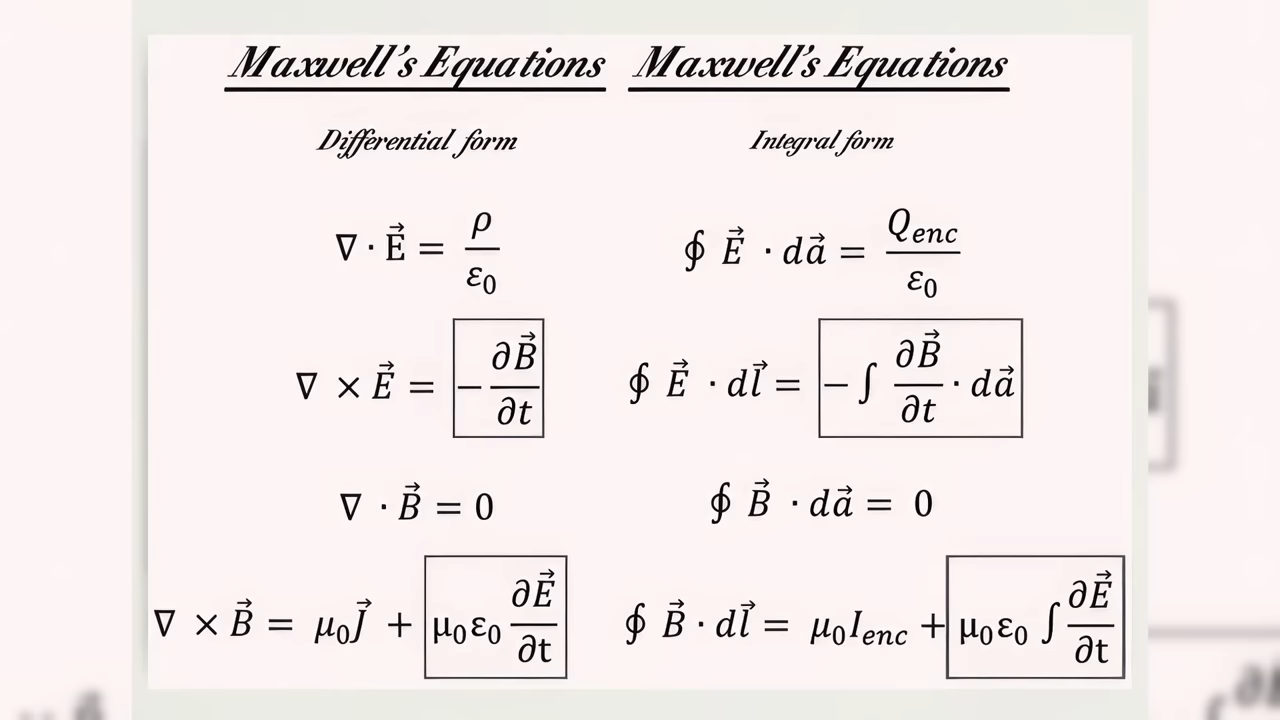 Maxwell's Equations
Differential form
∇ · E⃗ = ρ/ε₀
∇ × E⃗ = −∂B⃗/∂t
∇ · B⃗ = 0
∇ × B⃗ = μ₀J⃗ + μ₀ε₀ ∂E⃗/∂t
Maxwell's Equations
Integral form
∮ E⃗ · da⃗ = Q_enc/ε₀
∮ E⃗ · dl⃗ = −∫ ∂B⃗/∂t · da⃗
∮ B⃗ · da⃗ = 0
∮ B⃗ · dl⃗ = μ₀I_enc + μ₀ε₀ ∫ ∂E⃗/∂t